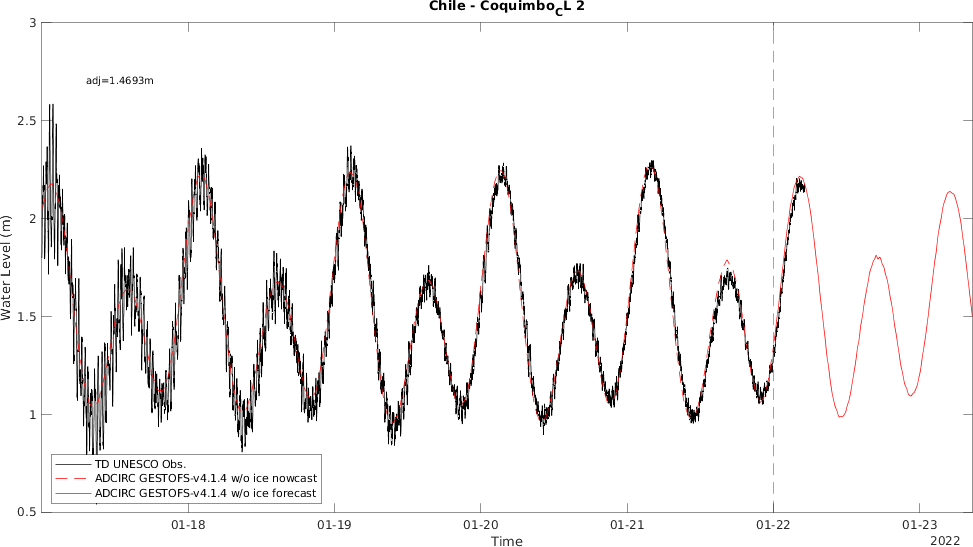 Chile - Coquimbo_CL 2
3
adj=1.4693m
2.5
2
Water Level (m)
1.5
1
0.5
TD UNESCO Obs.
ADCIRC GESTOFS-v4.1.4 w/o ice nowcast
ADCIRC GESTOFS-v4.1.4 w/o ice forecast
01-18 01-19 01-20 01-21 01-22 01-23
Time
2022